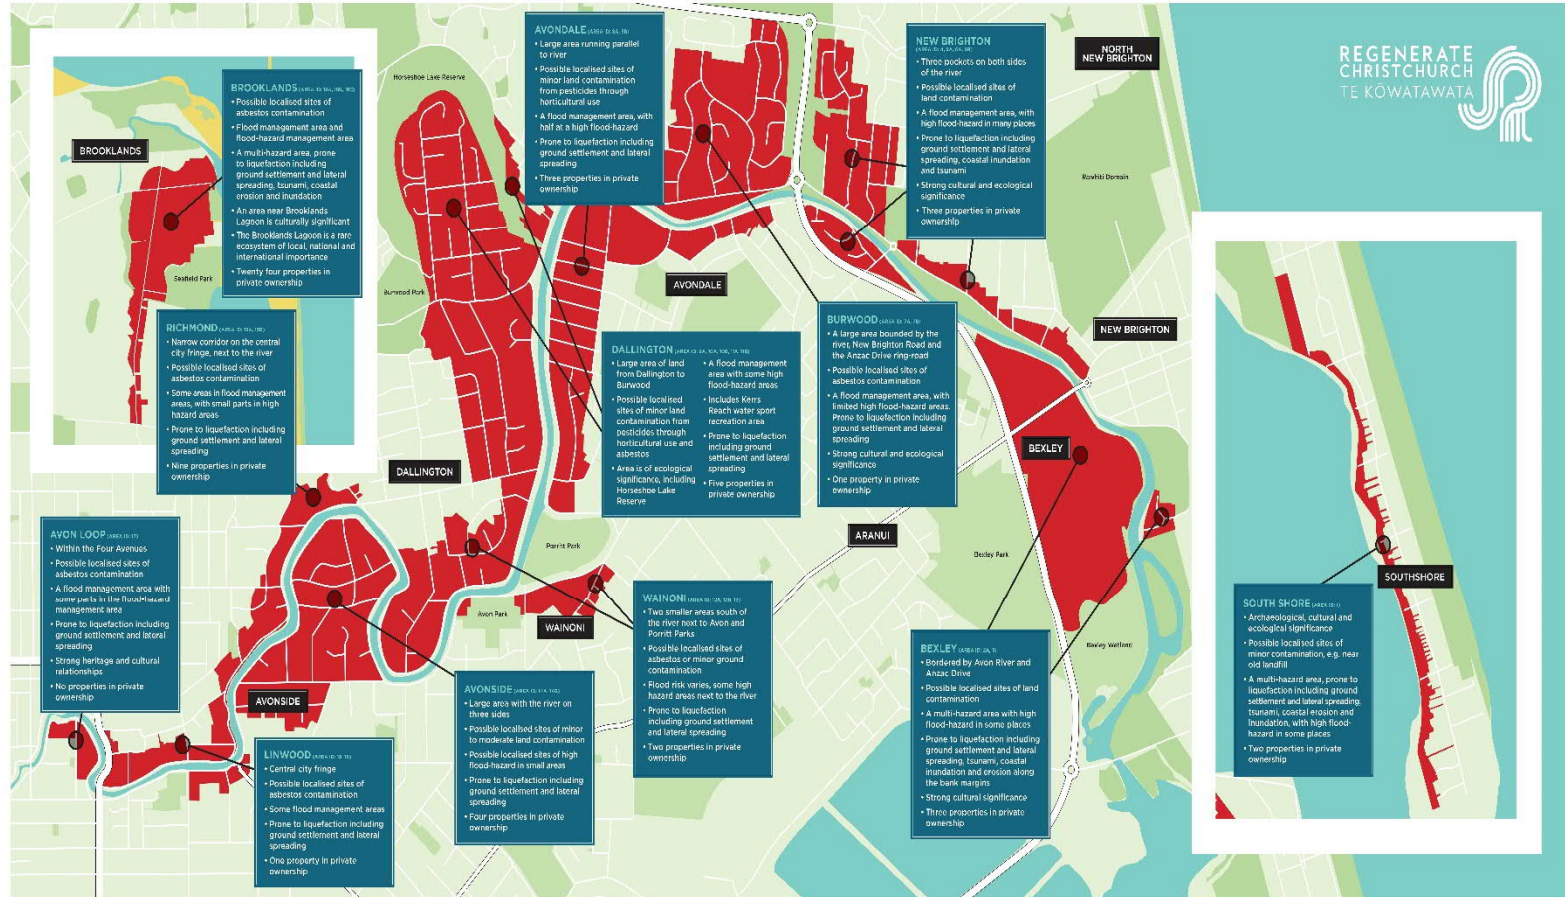 REGENERATE
CHRISTCHURCH
TE KŌWATAWATA
NORTH
NEW BRIGHTON
Horseshoe Lake Reserve
Rawhiti Domain
BROOKLANDS
Seafield Park
BROOKLANDS
• Possible localised sites of
asbestos contamination
• Flood management area and
flood-hazard management area
• A multi-hazard area, prone
to liquefaction including
ground settlement and lateral
spreading, tsunami, coastal
erosion and inundation
• An area near Brooklands
Lagoon is culturally significant
• The Brooklands Lagoon is a rare
ecosystem of local, national and
international importance
• Twenty four properties in
private ownership
AVONDALE
• Large area running parallel
to river
• Possible localised sites of
minor land contamination
from pesticides through
horticultural use
• A flood management area, with
half at a high flood-hazard
• Prone to liquefaction including
ground settlement and lateral
spreading
• Three properties in private
ownership
NEW BRIGHTON
• Three pockets on both sides
of the river
• Possible localised sites of
land contamination
• A flood management area, with
high flood-hazard in many places
• Prone to liquefaction including
ground settlement and lateral
spreading, coastal inundation
and tsunami
• Strong cultural and ecological
significance
• Three properties in private
ownership
Burwood Park
AVONDALE
NEW BRIGHTON
RICHMOND
• Narrow corridor on the central
city fringe, next to the river
• Possible localised sites of
asbestos contamination
• Some areas in flood management
areas, with small parts in high
hazard areas
• Prone to liquefaction including
ground settlement and lateral
spreading
• Nine properties in private
ownership
DALLINGTON
• Large area of land
from Dallington to
Burwood
• Possible localised
sites of minor land
contamination from
pesticides through
horticultural use and
asbestos
• Area is of ecological
significance, including
Horseshoe Lake
Reserve
• A flood management
area with some high
flood-hazard areas
• Includes Kerrs
Reach water sport
recreation area
• Prone to liquefaction
including ground
settlement and lateral
spreading
• Five properties in
private ownership
BURWOOD
• A large area bounded by the
river, New Brighton Road and
the Anzac Drive ring-road
• Possible localised sites of
asbestos contamination
• A flood management area, with
limited high flood-hazard areas.
Prone to liquefaction including
ground settlement and lateral
spreading
• Strong cultural and ecological
significance
• One property in private
ownership
DALLINGTON
BEXLEY
ARANUI
Porritt Park
Bexley Park
Avon Park
WAINONI
Bexley Wetland
SOUTHSHORE
AVON LOOP
• Within the Four Avenues
• Possible localised sites of
asbestos contamination
• A flood management area with
some parts in the flood-hazard
management area
• Prone to liquefaction including
ground settlement and lateral
spreading
• Strong heritage and cultural
relationships
• No properties in private
ownership
AVONSIDE
WAINONI
• Two smaller areas south of
the river next to Avon and
Porritt Parks
• Possible localised sites of
asbestos or minor ground
contamination
• Flood risk varies, some high
hazard areas next to the river
• Prone to liquefaction
including ground settlement
and lateral spreading
• Two properties in private
ownership
SOUTH SHORE (AREA ID: 1)
• Archaeological, cultural and
ecological significance
• Possible localised sites of
minor contamination, e.g. near
old landfill
• A multi-hazard area, prone to
liquefaction including ground
settlement and lateral spreading,
tsunami, coastal erosion and
inundation, with high flood-
hazard in some places
• Two properties in private
ownership
AVONSIDE
• Large area with the river on
three sides
• Possible localised sites of minor
to moderate land contamination
• Possible localised sites of high
flood-hazard in small areas
• Prone to liquefaction including
ground settlement and lateral
spreading
• Four properties in private
ownership
BEXLEY
• Bordered by Avon River and
Anzac Drive
• Possible localised sites of land
contamination
• A multi-hazard area with high
flood-hazard in some places
• Prone to liquefaction including
ground settlement and lateral
spreading, tsunami, coastal
inundation and erosion along
the bank margins
• Strong cultural significance
• Three properties in private
ownership
LINWOOD
• Central city fringe
• Possible localised sites of
asbestos contamination
• Some flood management areas
• Prone to liquefaction including
ground settlement and lateral
spreading
• One property in private
ownership